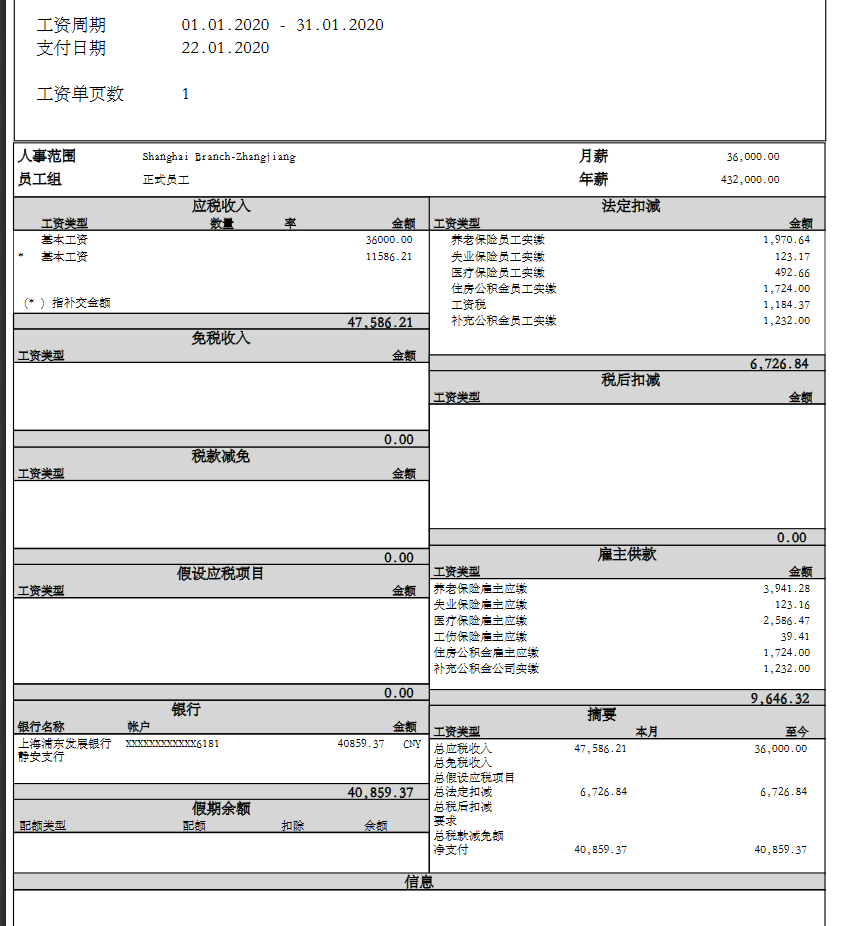 工资周期 01.01.2020 - 31.01.2020
支付日期 22.01.2020
工资单页数 1
人事范围 Shanghai Branch-Zhangjiang 月薪 36,000.00
员工组 正式员工 年薪 432,000.00
应税收入
工资类型 数量 率 金额
基本工资 36000.00
* 基本工资 11586.21
(* ) 指补交金额
47,586.21
免税收入
工资类型 金额
0.00
税款减免
工资类型 金额
0.00
假设应税项目
工资类型 金额
0.00
银行
银行名称 帐户 金额
上海浦东发展银行 XXXXXXXXXXXX6181 40859.37 CNY
静安支行
40,859.37
假期余额
配额类型 配额 扣除 余额
法定扣减
工资类型 金额
养老保险员工实缴 1,970.64
失业保险员工实缴 123.17
医疗保险员工实缴 492.66
住房公积金员工实缴 1,724.00
工资税 1,184.37
补充公积金员工实缴 1,232.00
6,726.84
税后扣减
工资类型 金额
0.00
雇主供款
工资类型 金额
养老保险雇主应缴 3,941.28
失业保险雇主应缴 123.16
医疗保险雇主应缴 2,586.47
工伤保险雇主应缴 39.41
住房公积金雇主应缴 1,724.00
补充公积金公司实缴 1,232.00
9,646.32
摘要
工资类型 本月 至今
总应税收入 47,586.21 36,000.00
总免税收入
总假设应税项目
总法定扣减 6,726.84 6,726.84
总税后扣减
要求
总税款减免额
净支付 40,859.37 40,859.37
信息